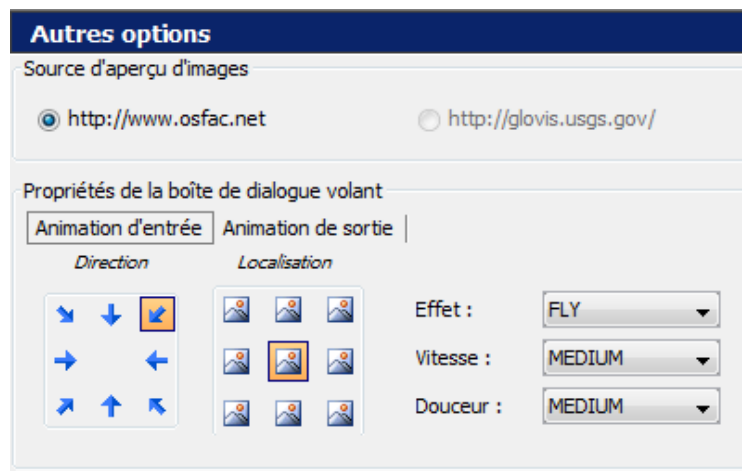 Autres options
Source d'aperçu d'images
http://www.osfac.net http://glovis.usgs.gov/
Propriétés de la boîte de dialogue volant
Animation d'entrée Animation de sortie
Direction Localisation
Effet : FLY
Vitesse : MEDIUM
Douceur : MEDIUM